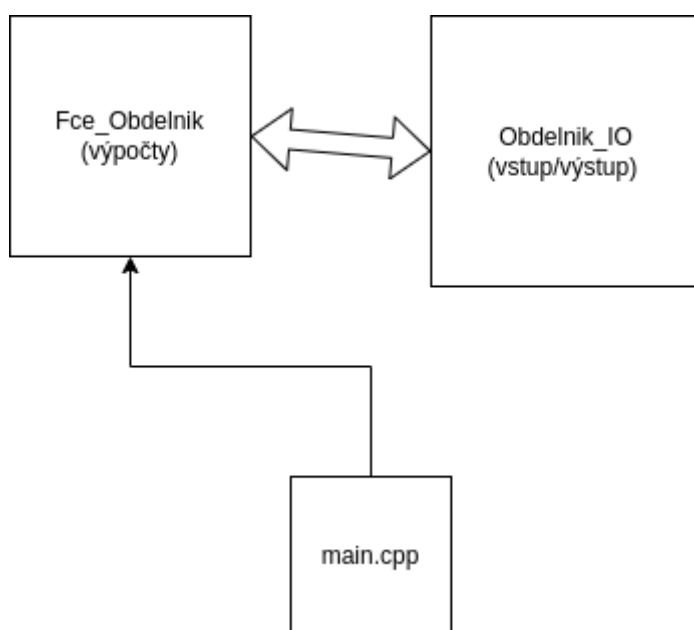 Fce_Obdelnik
(výpočty)
Obdelnik_IO
(vstup/výstup)
main.cpp